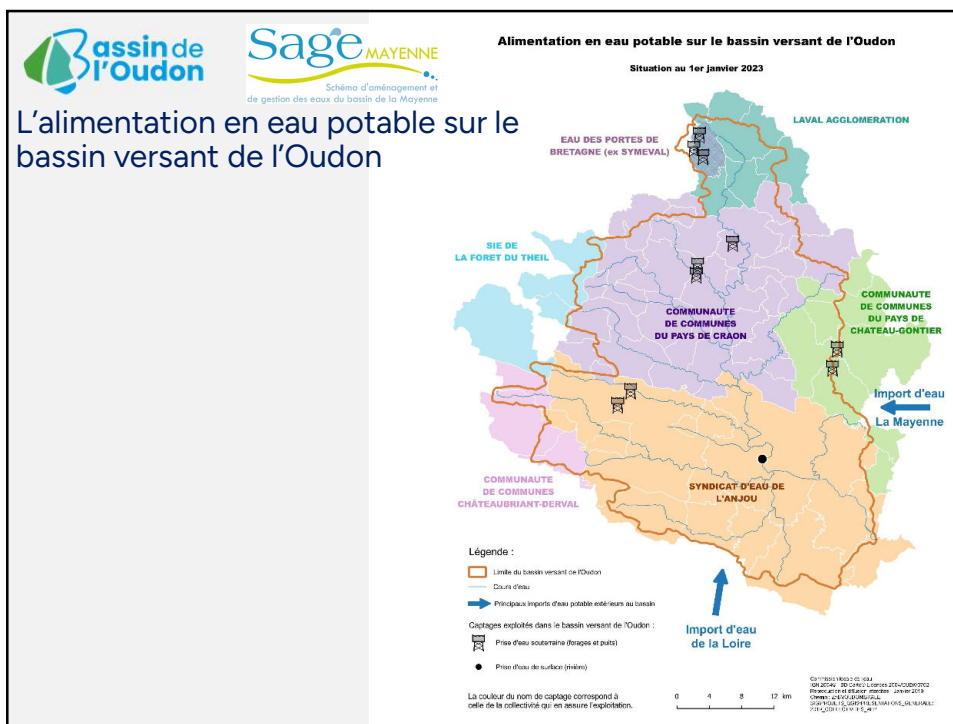 Bassin de
l'Oudon
Sage MAYENNE
Schéma d'aménagement et
de gestion des eaux du bassin de la Mayenne
L'alimentation en eau potable sur le
bassin versant de l'Oudon
Alimentation en eau potable sur le bassin versant de l'Oudon
Situation au 1er janvier 2023
LAVAL AGGLOMERATION
EAU DES PORTES DE
BRETAGNE (ex SYMEVAL)
SIE DE
LA FORET DU THEIL
COMMUNAUTE
DE COMMUNES
DU PAYS DE CRAON
COMMUNAUTE
DE COMMUNES
DU PAYS DE
CHATEAU-GONTIER
Import d'eau
La Mayenne
COMMUNAUTE
DE COMMUNES
CHÂTEAUBRIANT-DERVAL
SYNDICAT D'EAU DE
L'ANJOU
Import d'eau
de la Loire
Légende :
Limite du bassin versant de l'Oudon
Cours d'eau
Principaux imports d'eau potable extérieurs au bassin
Captages exploités dans le bassin versant de l'Oudon :
Prise d'eau souterraine (forages et puits)
Prise d'eau de surface (rivière)
La couleur du nom de captage correspond à
celle de la collectivité qui en assure l'exploitation.
0 4 8 12 km
Commission locale de l'eau